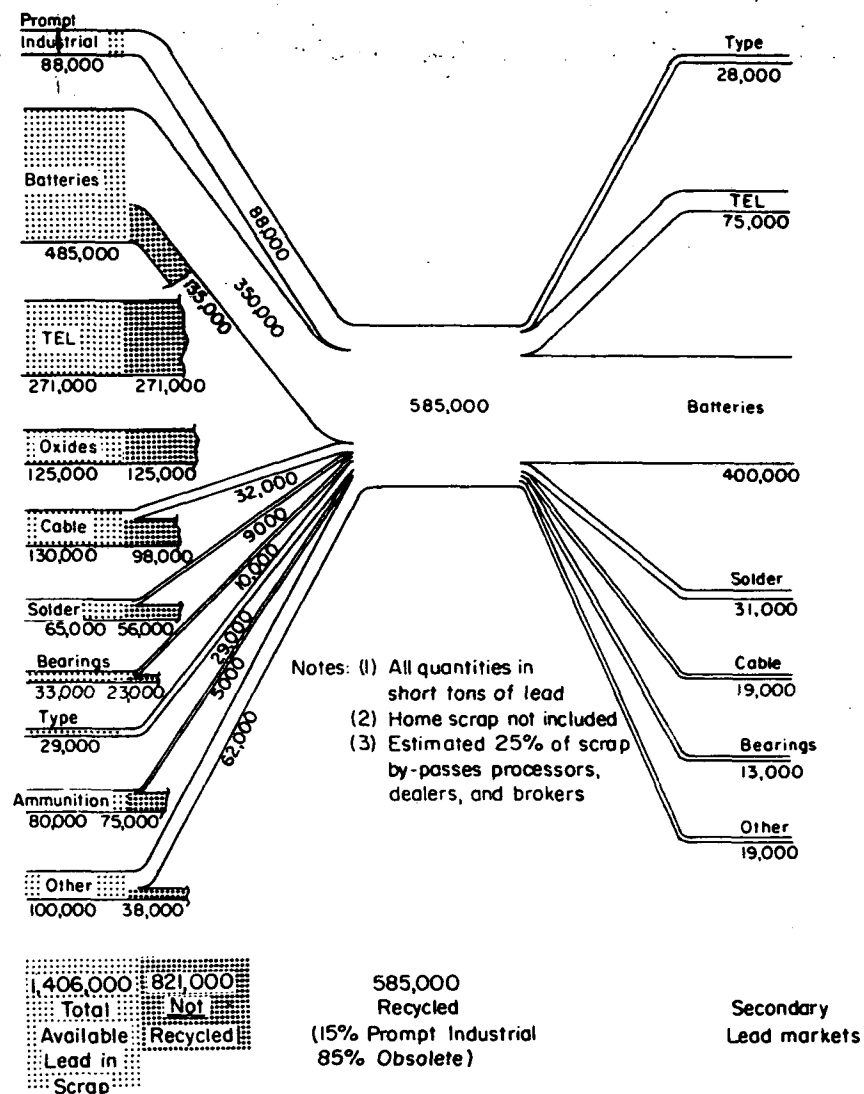 Prompt
Industrial
88,000
Batteries
485,000
135,000
TEL
271,000 271,000
Oxides
125,000 125,000
Cable
130,000 98,000
Solder
65,000 56,000
Bearings
33,000 23,000
Type
29,000
Ammunition
80,000 75,000
Other
100,000 38,000
88,000
350,000
32,000
9000
10,000
29,000
5000
62,000
585,000
Type
28,000
TEL
75,000
Batteries
400,000
Solder
31,000
Cable
19,000
Bearings
13,000
Other
19,000
Notes: (1) All quantities in
short tons of lead
(2) Home scrap not included
(3) Estimated 25% of scrap
by-passes processors,
dealers, and brokers
1,406,000
Total
Available
Lead in
Scrap
821,000
Not
Recycled
585,000
Recycled
(15% Prompt Industrial
85% Obsolete)
Secondary
Lead markets